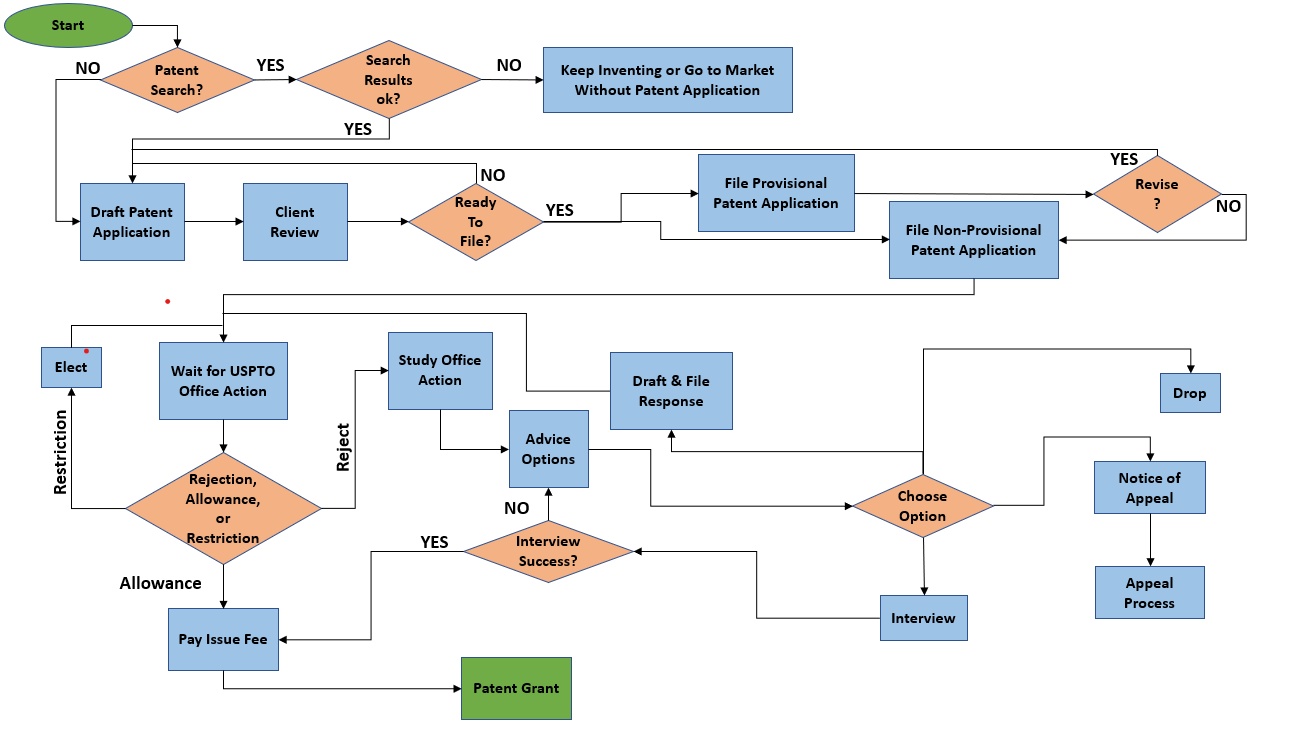 Start
NO
Patent
Search?
YES
Search
Results
ok?
NO
Keep Inventing or Go to Market
Without Patent Application
YES
Draft Patent
Application
Client
Review
NO
Ready
To
File?
YES
File Provisional
Patent Application
YES
Revise
?
NO
File Non-Provisional
Patent Application
Elect
Restriction
Wait for USPTO
Office Action
Rejection,
Allowance,
or
Restriction
Reject
Study Office
Action
Advice
Options
Draft & File
Response
Choose
Option
Drop
Notice of
Appeal
Appeal
Process
NO
Interview
Success?
YES
Interview
Allowance
Pay Issue Fee
Patent Grant